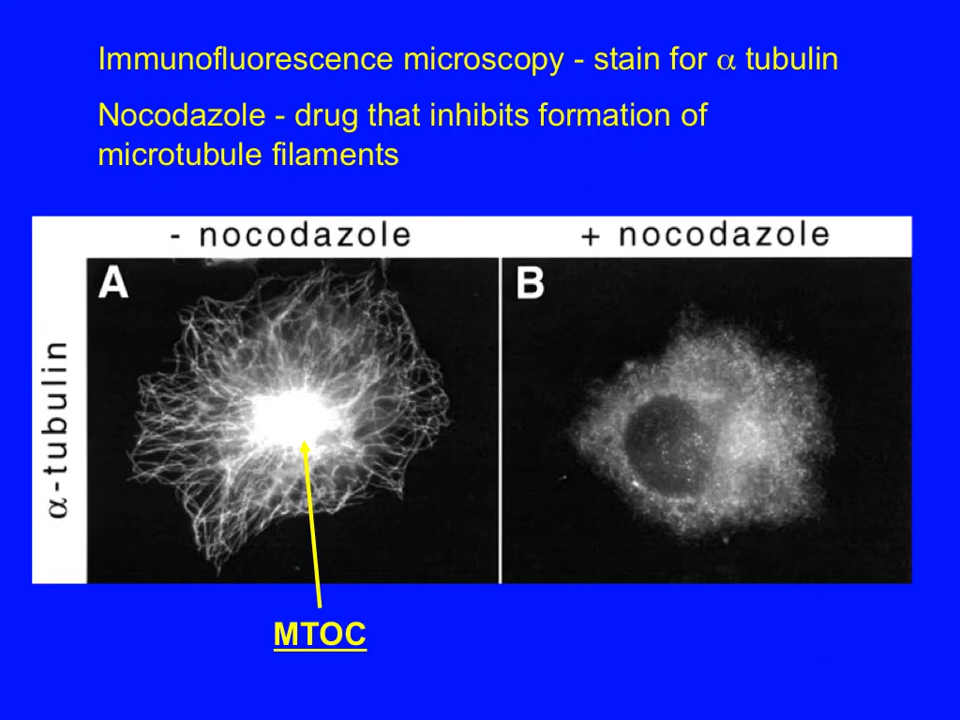 Immunofluorescence microscopy - stain for α tubulin
Nocodazole - drug that inhibits formation of
microtubule filaments
- nocodazole
+ nocodazole
A
B
α-tubulin
MTOC